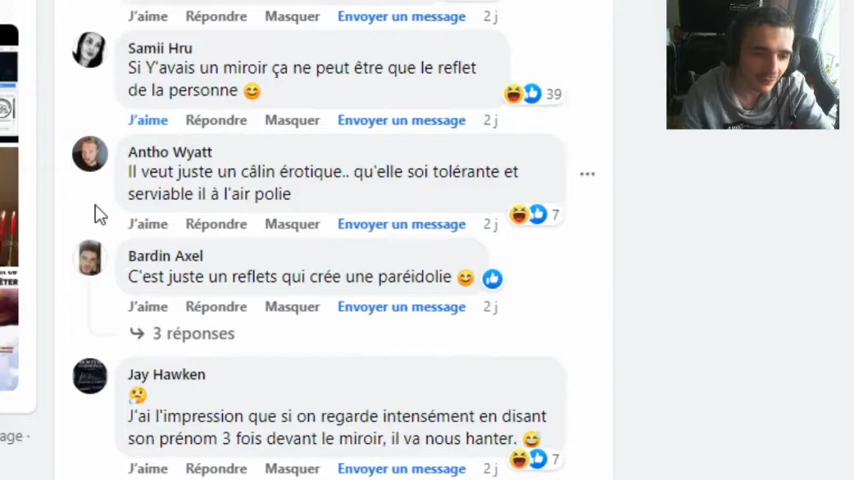 J'aime Répondre Masquer Envoyer un message 2 j
Samii Hru
Si Y'avais un miroir ça ne peut être que le reflet
de la personne 😊
39
J'aime Répondre Masquer Envoyer un message 2 j
Antho Wyatt
Il veut juste un câlin érotique.. qu'elle soi tolérante et
serviable il à l'air polie
7
J'aime Répondre Masquer Envoyer un message 2 j
Bardin Axel
C'est juste un reflets qui crée une paréidolie 😊
J'aime Répondre Masquer Envoyer un message 2 j
3 réponses
Jay Hawken
🤔
J'ai l'impression que si on regarde intensément en disant
son prénom 3 fois devant le miroir, il va nous hanter. 😅
7
J'aime Répondre Masquer Envoyer un message 2 j